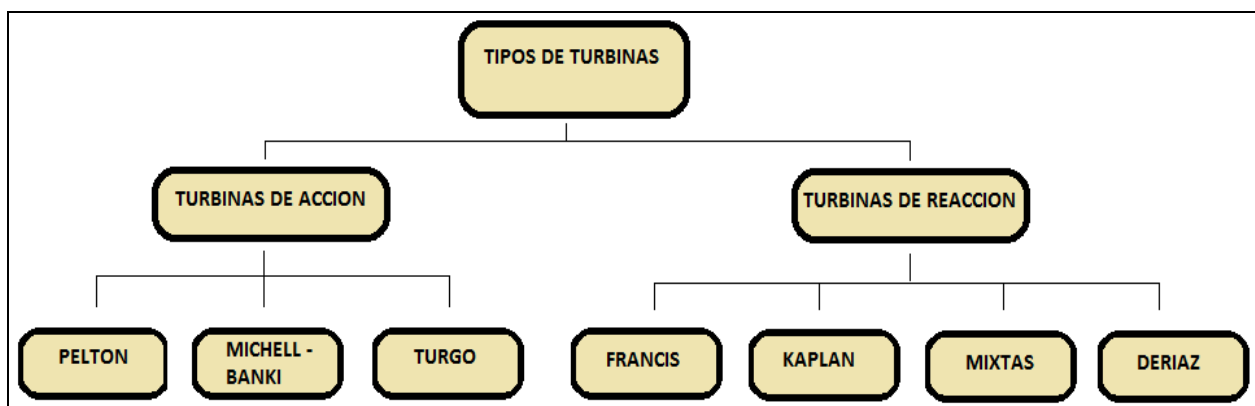 TIPOS DE TURBINAS
TURBINAS DE ACCION
TURBINAS DE REACCION
PELTON
MICHELL -
BANKI
TURGO
FRANCIS
KAPLAN
MIXTAS
DERIAZ